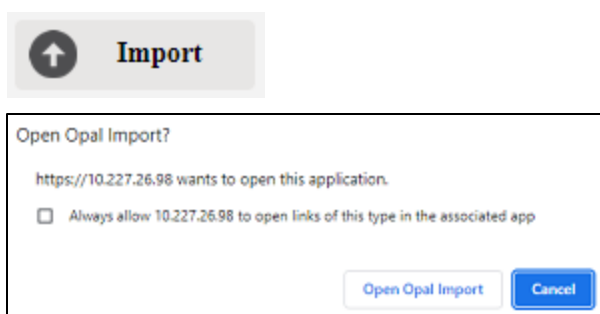 Import
Open Opal Import?
https://10.227.26.98 wants to open this application.
Always allow 10.227.26.98 to open links of this type in the associated app
Open Opal Import
Cancel